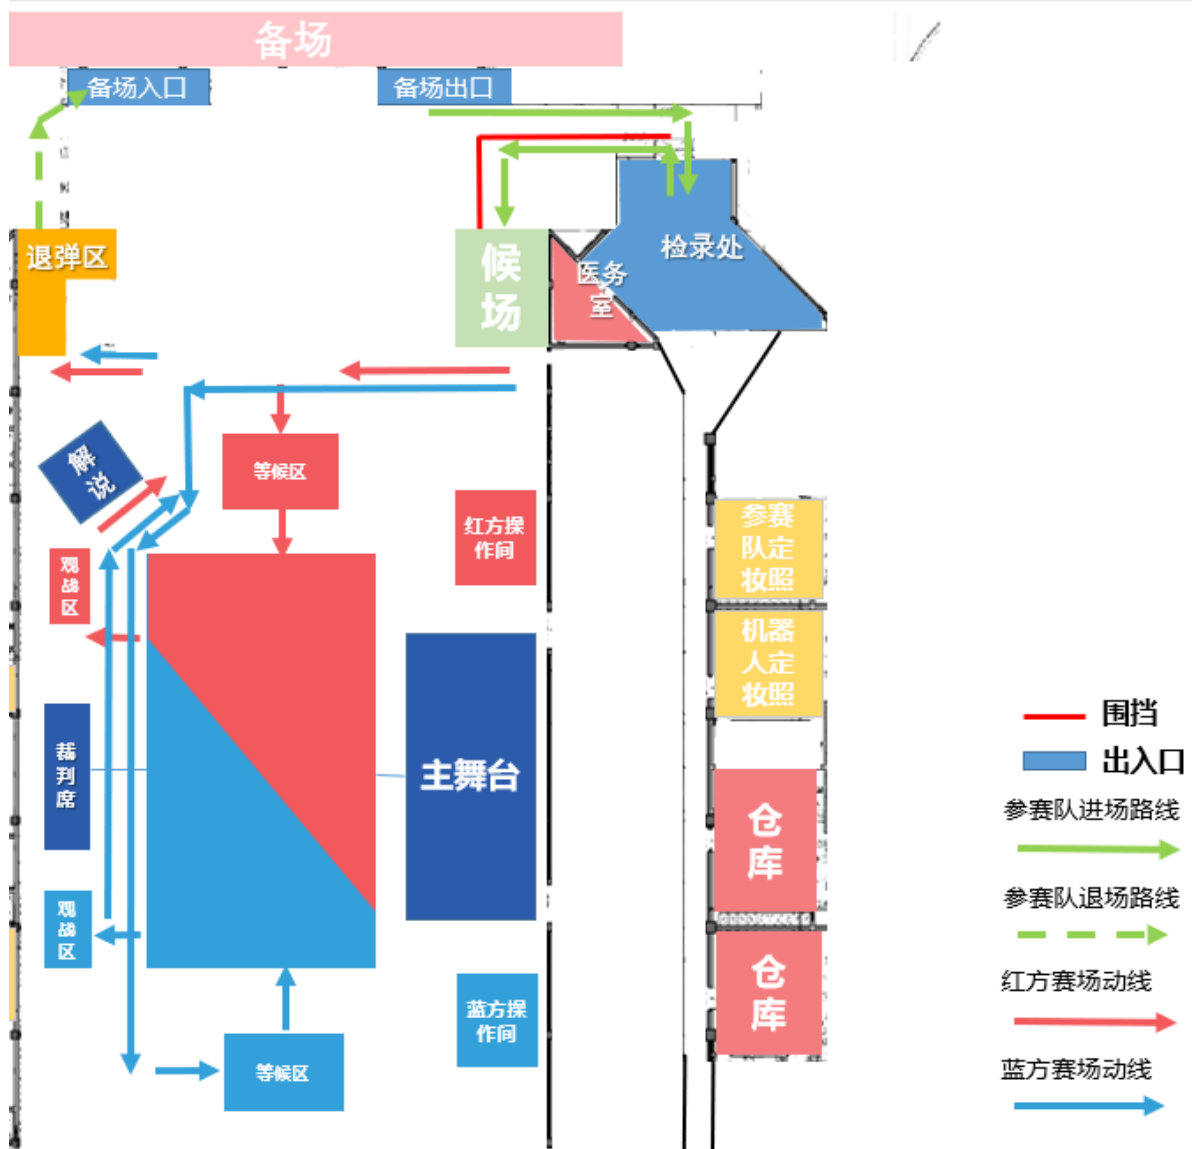 备场
备场入口
备场出口
退弹区
候
场
医务
室
检录处
解
说
等候区
红方操
作间
观
战
区
参赛
队定
妆照
机器
人定
妆照
裁
判
席
主舞台
仓
库
观
战
区
蓝方操
作间
仓
库
等候区
围挡
出入口
参赛队进场路线
参赛队退场路线
红方赛场动线
蓝方赛场动线